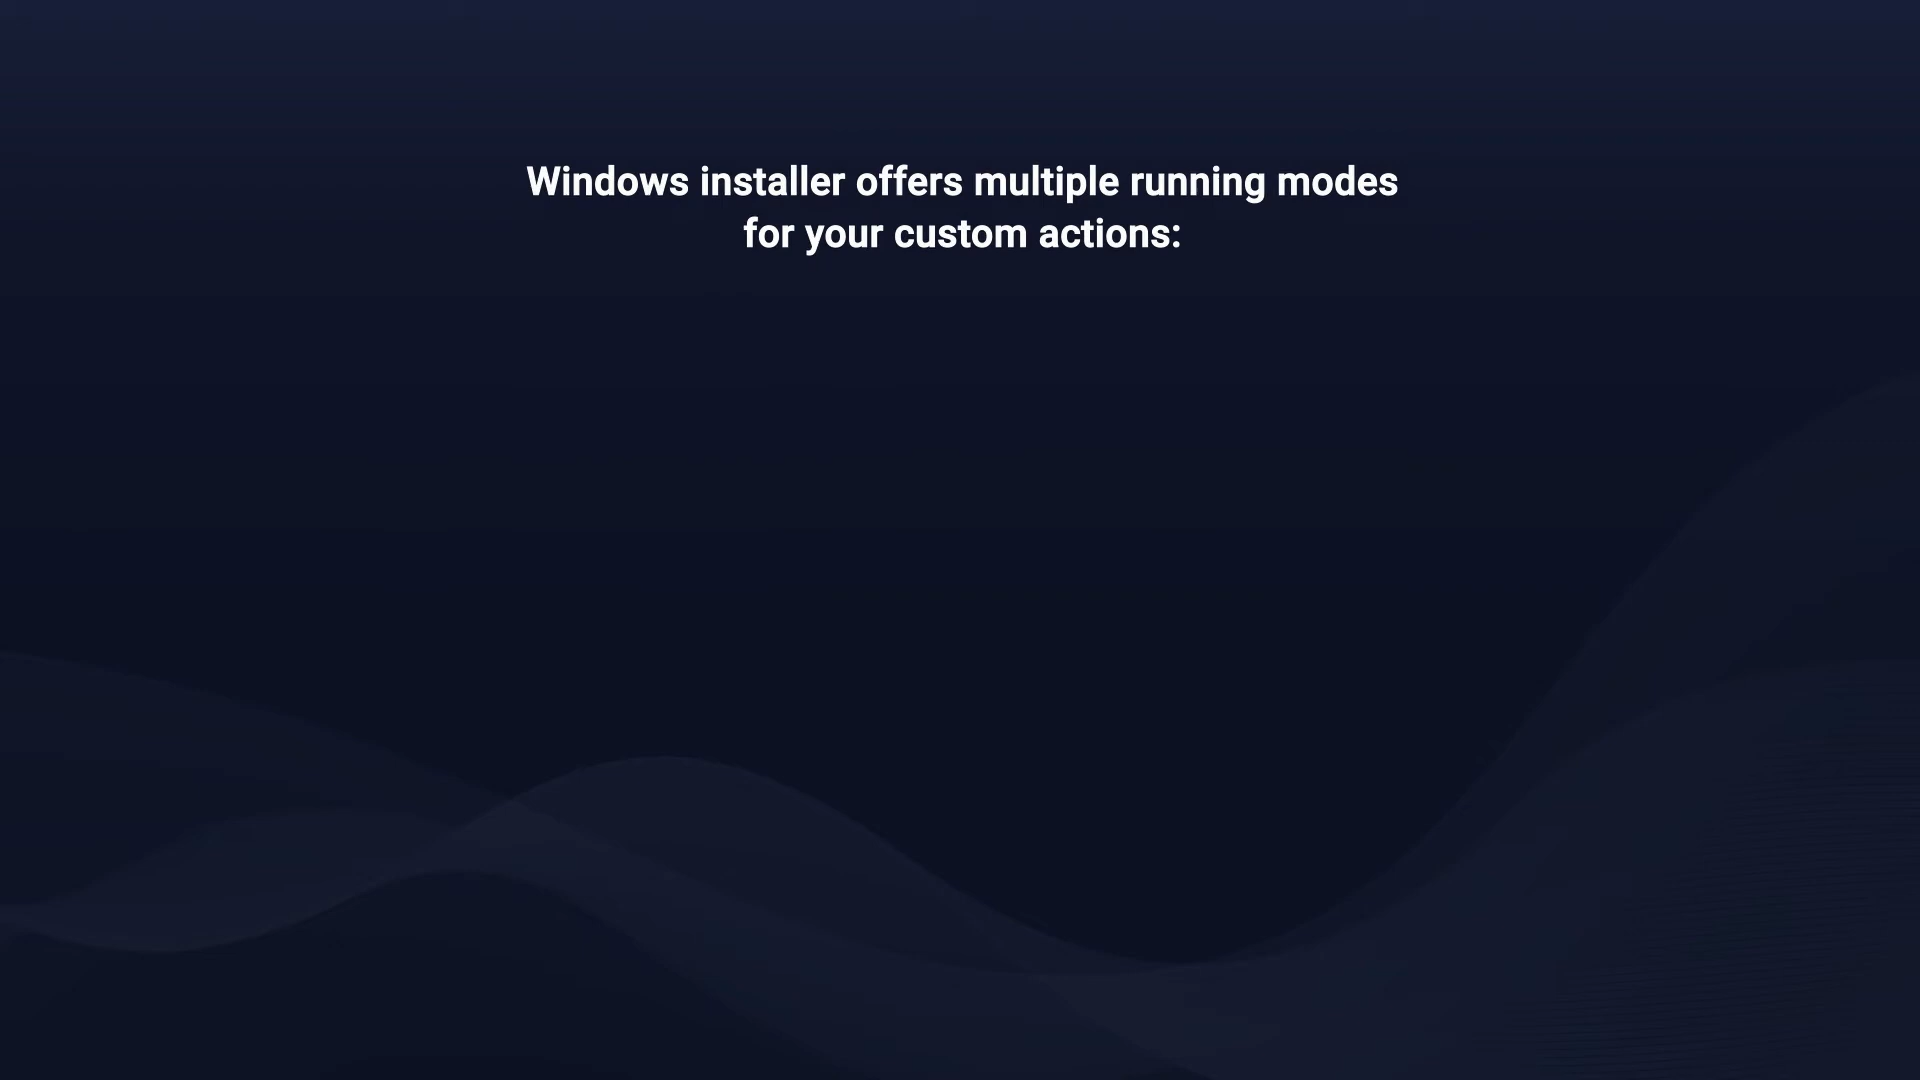 Windows installer offers multiple running modes
for your custom actions: